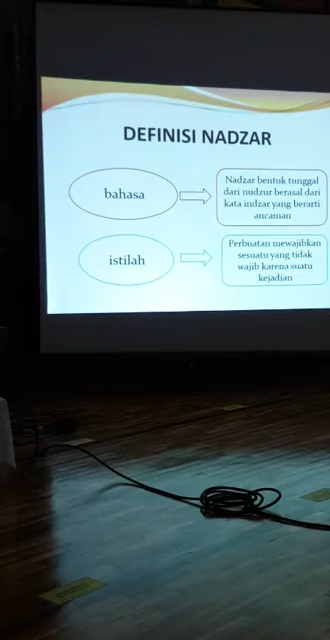 DEFINISI NADZAR
bahasa
Nadzar bentuk tunggal
dari nudzur berasal dari
kata indzar yang berarti
ancaman
istilah
Perbuatan mewajibkan
sesuatu yang tidak
wajib karena suatu
kejadian